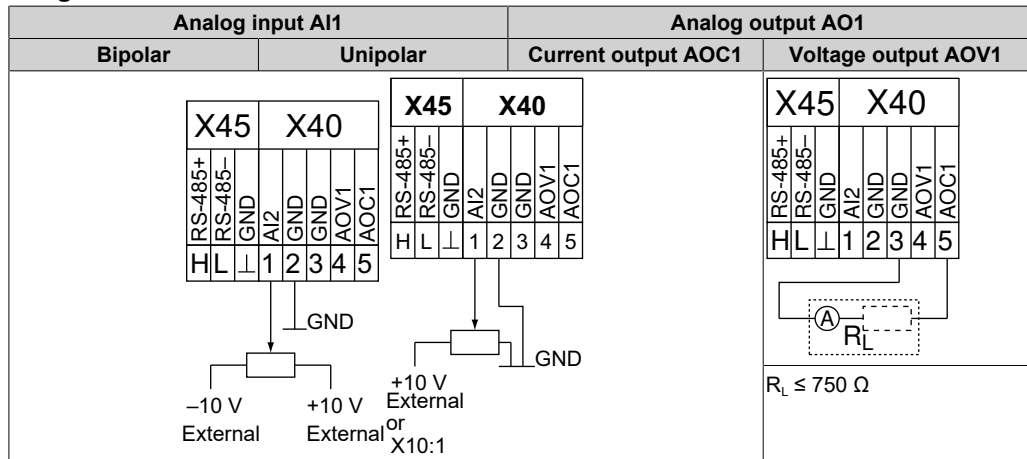 Analog input AI1
Analog output AO1
Bipolar
Unipolar
Current output AOC1
Voltage output AOV1
X45 X40
RS-485+ RS-485– GND AI2 GND GND AOV1 AOC1
H L ⊥ 1 2 3 4 5
GND
–10 V
External
+10 V
External
X45 X40
RS-485+ RS-485– GND AI2 GND GND AOV1 AOC1
H L ⊥ 1 2 3 4 5
GND
+10 V
External
or
X10:1
X45 X40
RS-485+ RS-485– GND AI2 GND GND AOV1 AOC1
H L ⊥ 1 2 3 4 5
A
RL
RL ≤ 750 Ω